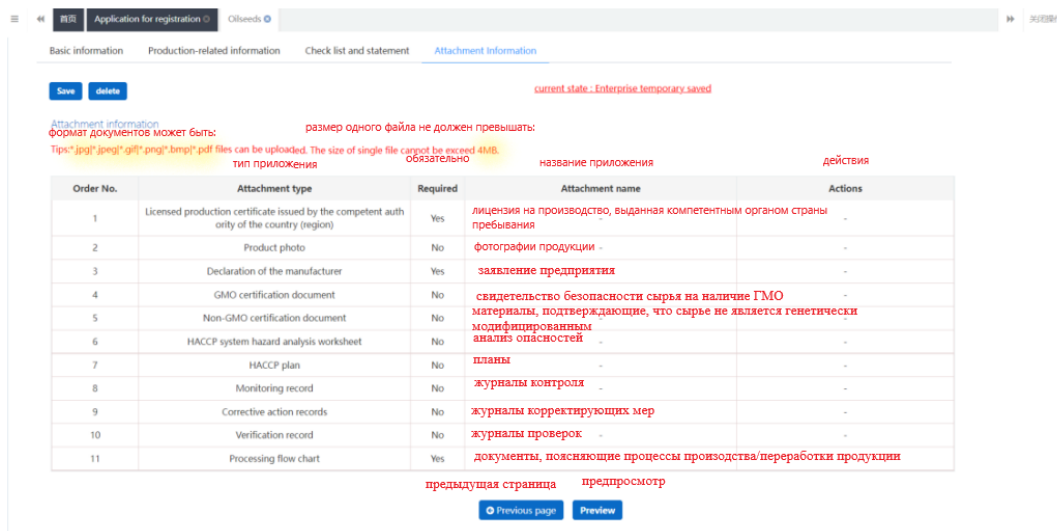 首页 Application for registration Oilseeds
Basic information Production-related information Check list and statement Attachment Information
Save delete current state : Enterprise temporary saved
Attachment information
формат документов может быть: размер одного файла не должен превышать:
Tips:*.jpg|*.jpeg|*.gif|*.png|*.bmp|*.pdf files can be uploaded. The size of single file cannot be exceed 4MB.
тип приложения обязательно название приложения действия
Order No. Attachment type Required Attachment name Actions
Licensed production certificate issued by the competent auth лицензия на производство, выданная компетентным органом страны
1 Yes - -
ority of the country (region) пребывания
2 Product photo No фотографии продукции - -
3 Declaration of the manufacturer Yes заявление предприятия -
4 GMO certification document No свидетельство безопасности сырья на наличие ГМО -
материалы, подтверждающие, что сырье не является генетически
5 Non-GMO certification document No -
модифицированным
6 HACCP system hazard analysis worksheet No анализ опасностей - -
7 HACCP plan No планы - -
8 Monitoring record No журналы контроля - -
9 Corrective action records No журналы корректирующих мер -
10 Verification record No журналы проверок - -
11 Processing flow chart Yes документы, поясняющие процессы произодства/переработки продукции
предыдущая страница предпросмотр
Previous page Preview